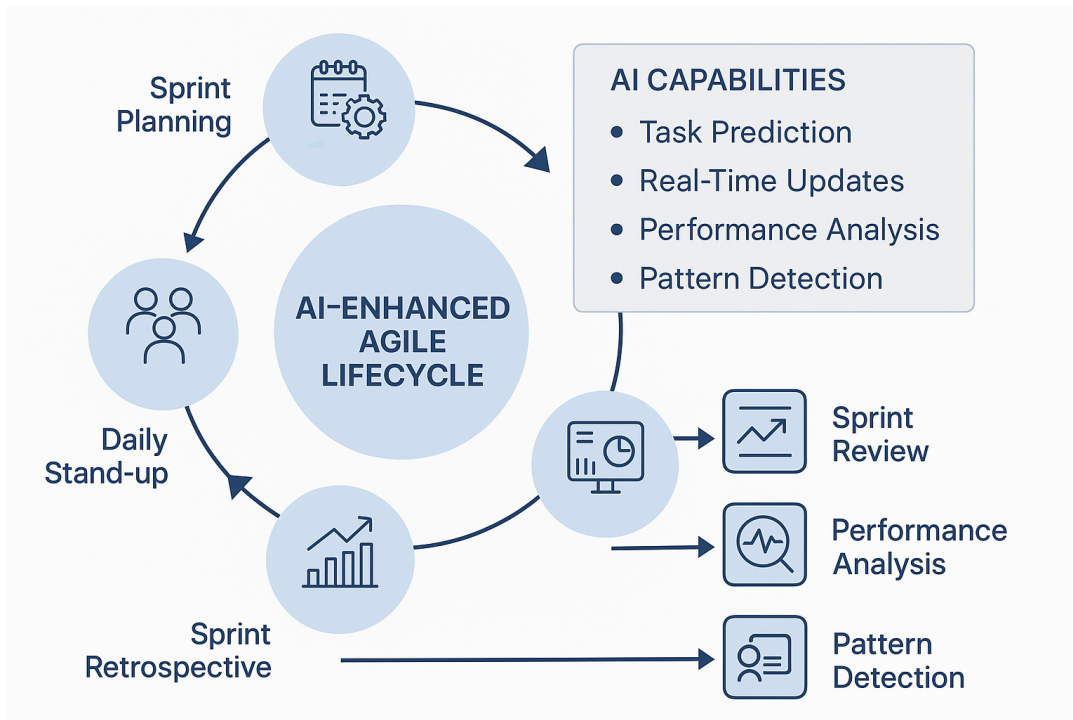 Sprint
Planning
AI CAPABILITIES
• Task Prediction
• Real-Time Updates
• Performance Analysis
• Pattern Detection
AI-ENHANCED
AGILE
LIFECYCLE
Daily
Stand-up
Sprint
Review
Performance
Analysis
Sprint
Retrospective
Pattern
Detection